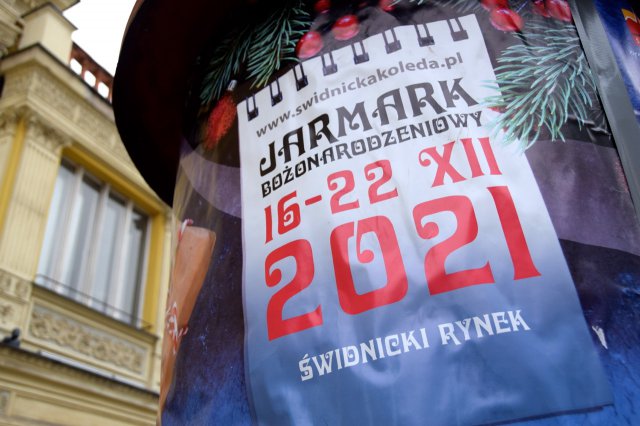 www.swidnickakoleda.pl
JARMARK
BOŻONARODZENIOWY
16-22 XII
2021
ŚWIDNICKI RYNEK